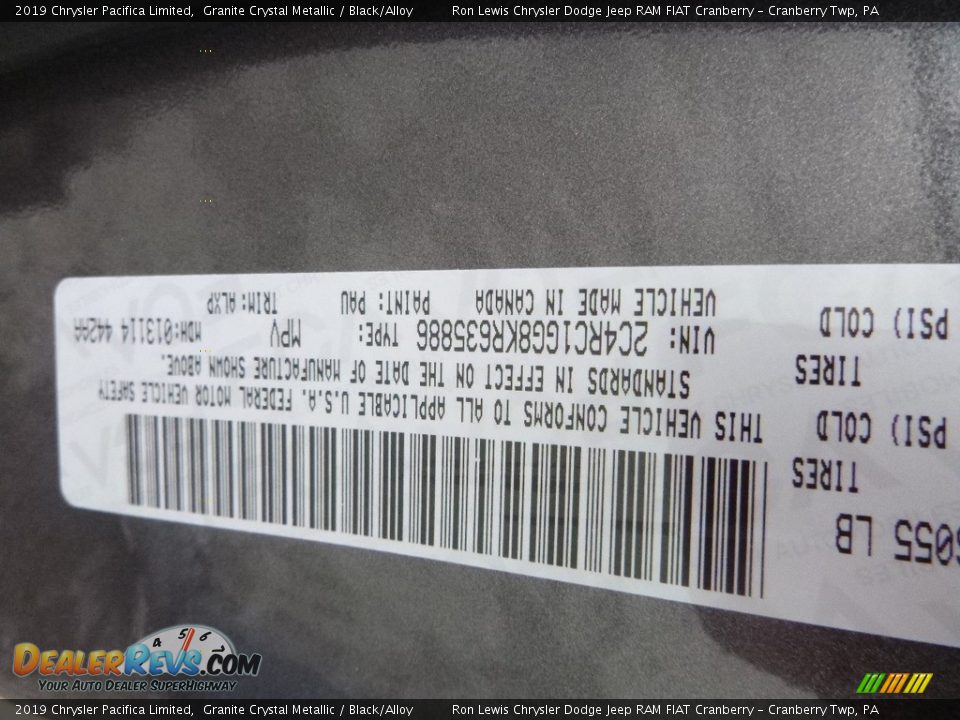 2019 Chrysler Pacifica Limited, Granite Crystal Metallic / Black/Alloy Ron Lewis Chrysler Dodge Jeep RAM FIAT Cranberry – Cranberry Twp, PA
055 LB
TIRES
PSI) COLD
TIRES
PSI) COLD
THIS VEHICLE CONFORMS TO ALL APPLICABLE U.S.A. FEDERAL MOTOR VEHICLE SAFETY
STANDARDS IN EFFECT ON THE DATE OF MANUFACTURE SHOWN ABOVE.
VIN: 2C4RC1GG8KR635886 TYPE: MPV MDH: 013114 442AA
VEHICLE MADE IN CANADA PAINT: PAU TRIM: ALXP
4 5 6
DealerRevs.com
Your Auto Dealer SuperHighway
2019 Chrysler Pacifica Limited, Granite Crystal Metallic / Black/Alloy Ron Lewis Chrysler Dodge Jeep RAM FIAT Cranberry – Cranberry Twp, PA